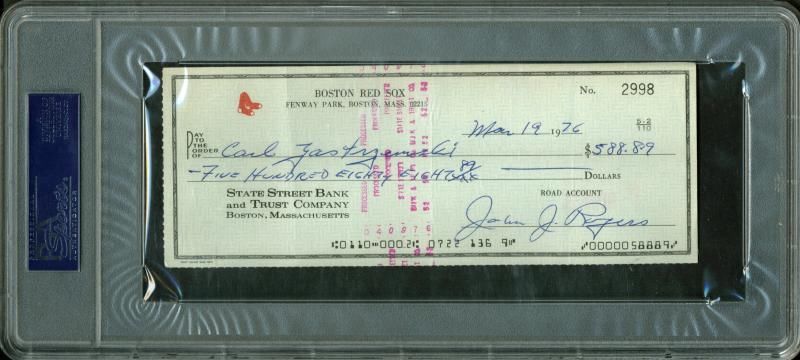 BOSTON RED SOX
FENWAY PARK, BOSTON, MASS. 02215
No. 2998
Mar 19 1976
5-2
110
PAY TO THE ORDER OF Carl Yastrzemski $588.89
FIVE HUNDRED EIGHTY EIGHT 89/ DOLLARS
STATE STREET BANK
AND TRUST COMPANY
BOSTON, MASSACHUSETTS
ROAD ACCOUNT
John J. Rogers
040876
⑆0110⑉0002⑆ 0722 136 9⑈ ⑈0000058889⑈